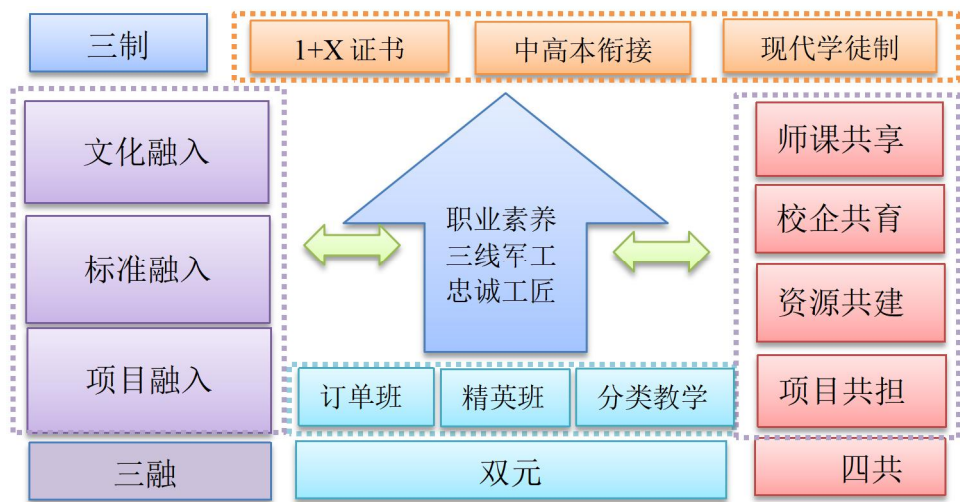 三制
1+X 证书
中高本衔接
现代学徒制
文化融入
标准融入
项目融入
三融
职业素养
三线军工
忠诚工匠
订单班
精英班
分类教学
双元
师课共享
校企共育
资源共建
项目共担
四共